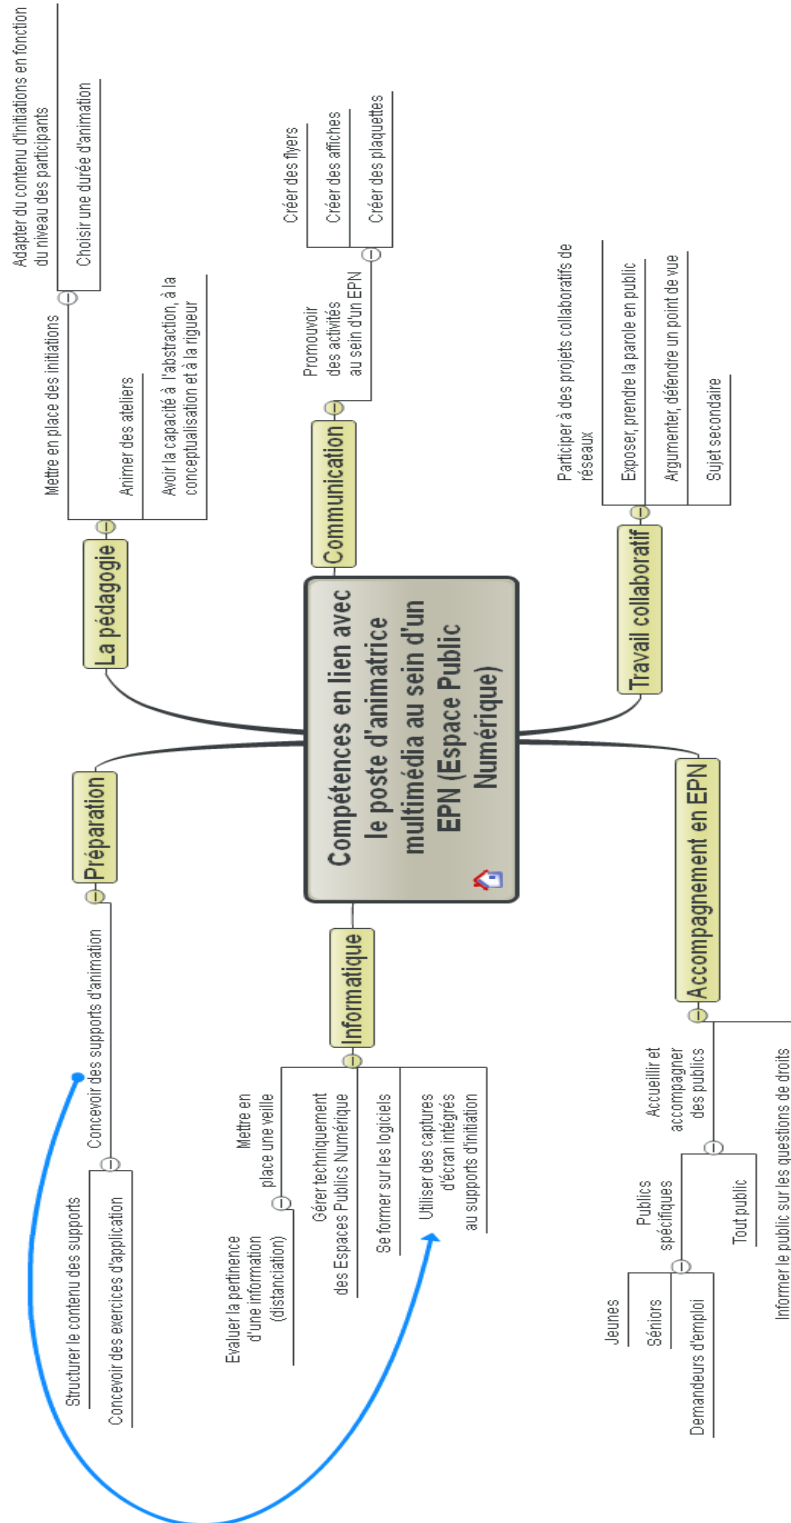 Compétences en lien avec
le poste d'animatrice
multimédia au sein d'un
EPN (Espace Public
Numérique)
La pédagogie
Mettre en place des initiations
Adapter du contenu d'initiations en fonction
du niveau des participants
Choisir une durée d'animation
Animer des ateliers
Avoir la capacité à l'abstraction, à la
conceptualisation et à la rigueur
Communication
Promouvoir
des activités
au sein d'un EPN
Créer des flyers
Créer des affiches
Créer des plaquettes
Travail collaboratif
Participer à des projets collaboratifs de
réseaux
Exposer, prendre la parole en public
Argumenter, défendre un point de vue
Sujet secondaire
Préparation
Concevoir des supports d'animation
Structurer le contenu des supports
Concevoir des exercices d'application
Informatique
Mettre en
place une veille
Evaluer la pertinence
d'une information
(distanciation)
Gérer techniquement
des Espaces Publics Numérique
Se former sur les logiciels
Utiliser des captures
d'écran intégrés
au supports d'initiation
Accompagnement en EPN
Accueillir et
accompagner
des publics
Publics
spécifiques
Jeunes
Séniors
Demandeurs d'emploi
Tout public
Informer le public sur les questions de droits